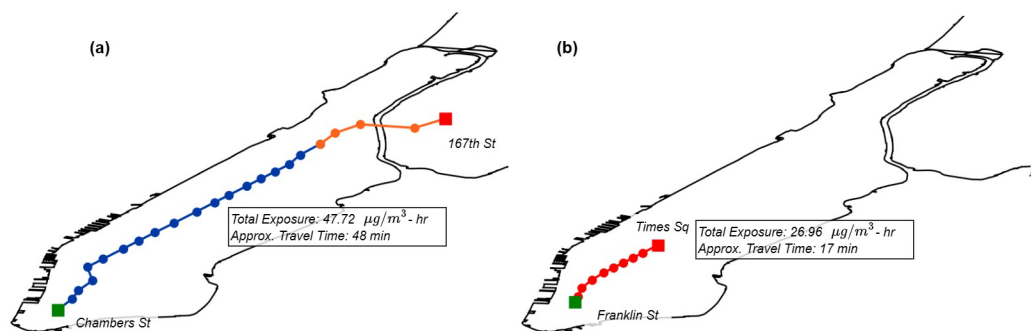 (a)
167th St
Total Exposure: 47.72 μg/m³- hr
Approx. Travel Time: 48 min
Chambers St
(b)
Times Sq
Total Exposure: 26.96 μg/m³- hr
Approx. Travel Time: 17 min
Franklin St